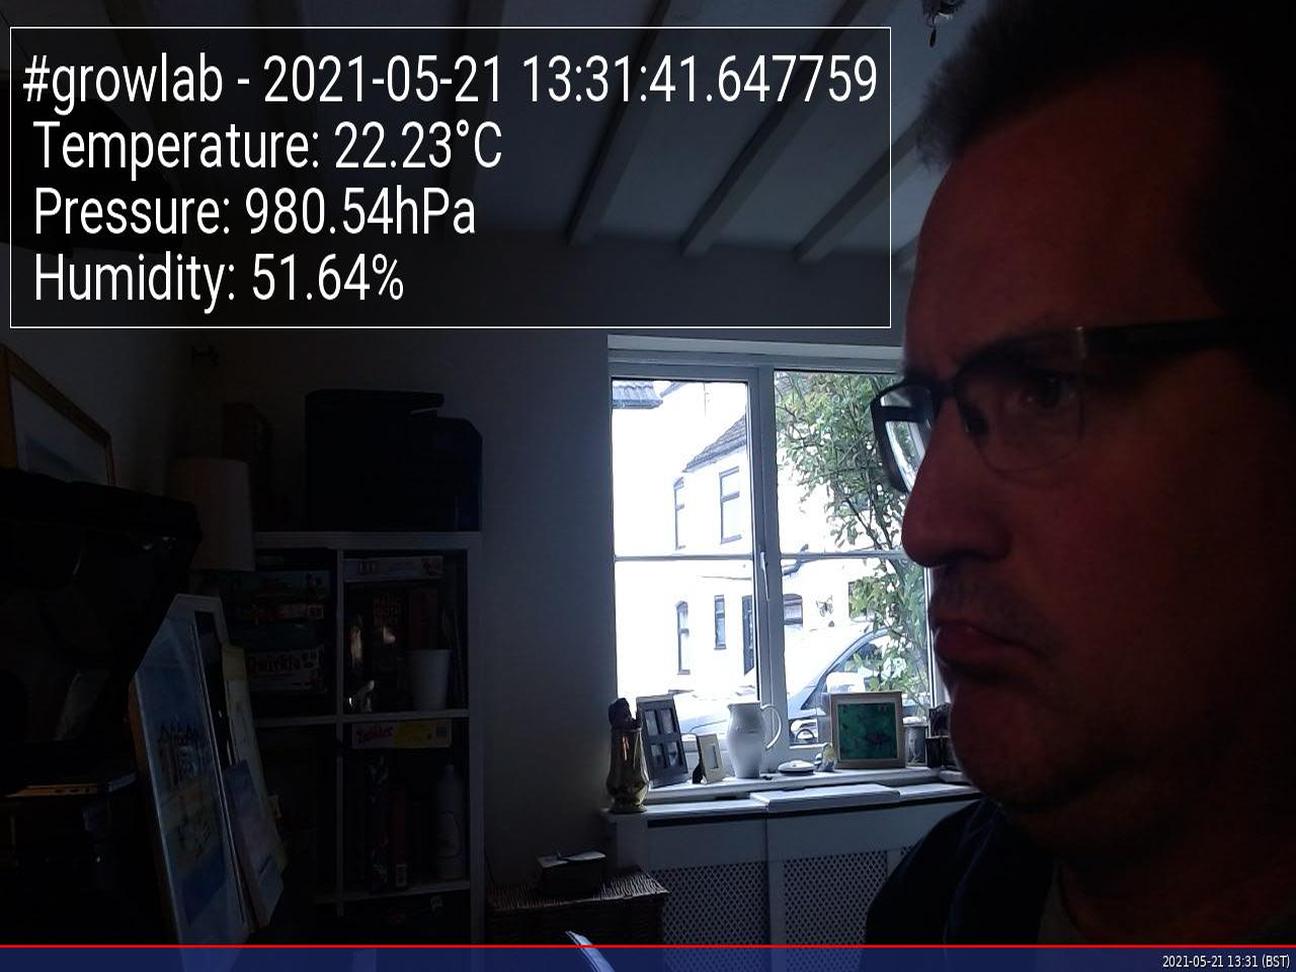 #growlab - 2021-05-21 13:31:41.647759
Temperature: 22.23°C
Pressure: 980.54hPa
Humidity: 51.64%
Qwirkle
2021-05-21 13:31 (BST)